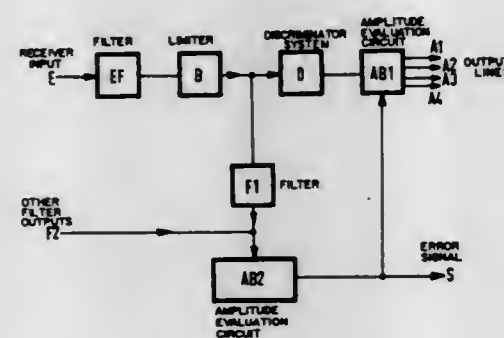 RECEIVER
INPUT
E
FILTER
EF
LIMITER
B
DISCRIMINATOR
SYSTEM
D
AMPLITUDE
EVALUATION
CIRCUIT
AB1
A1
A2
A3
A4
OUTPUT
LINE
F1
FILTER
OTHER
FILTER
OUTPUTS
F2
AB2
AMPLITUDE
EVALUATION
CIRCUIT
ERROR
SIGNAL
S